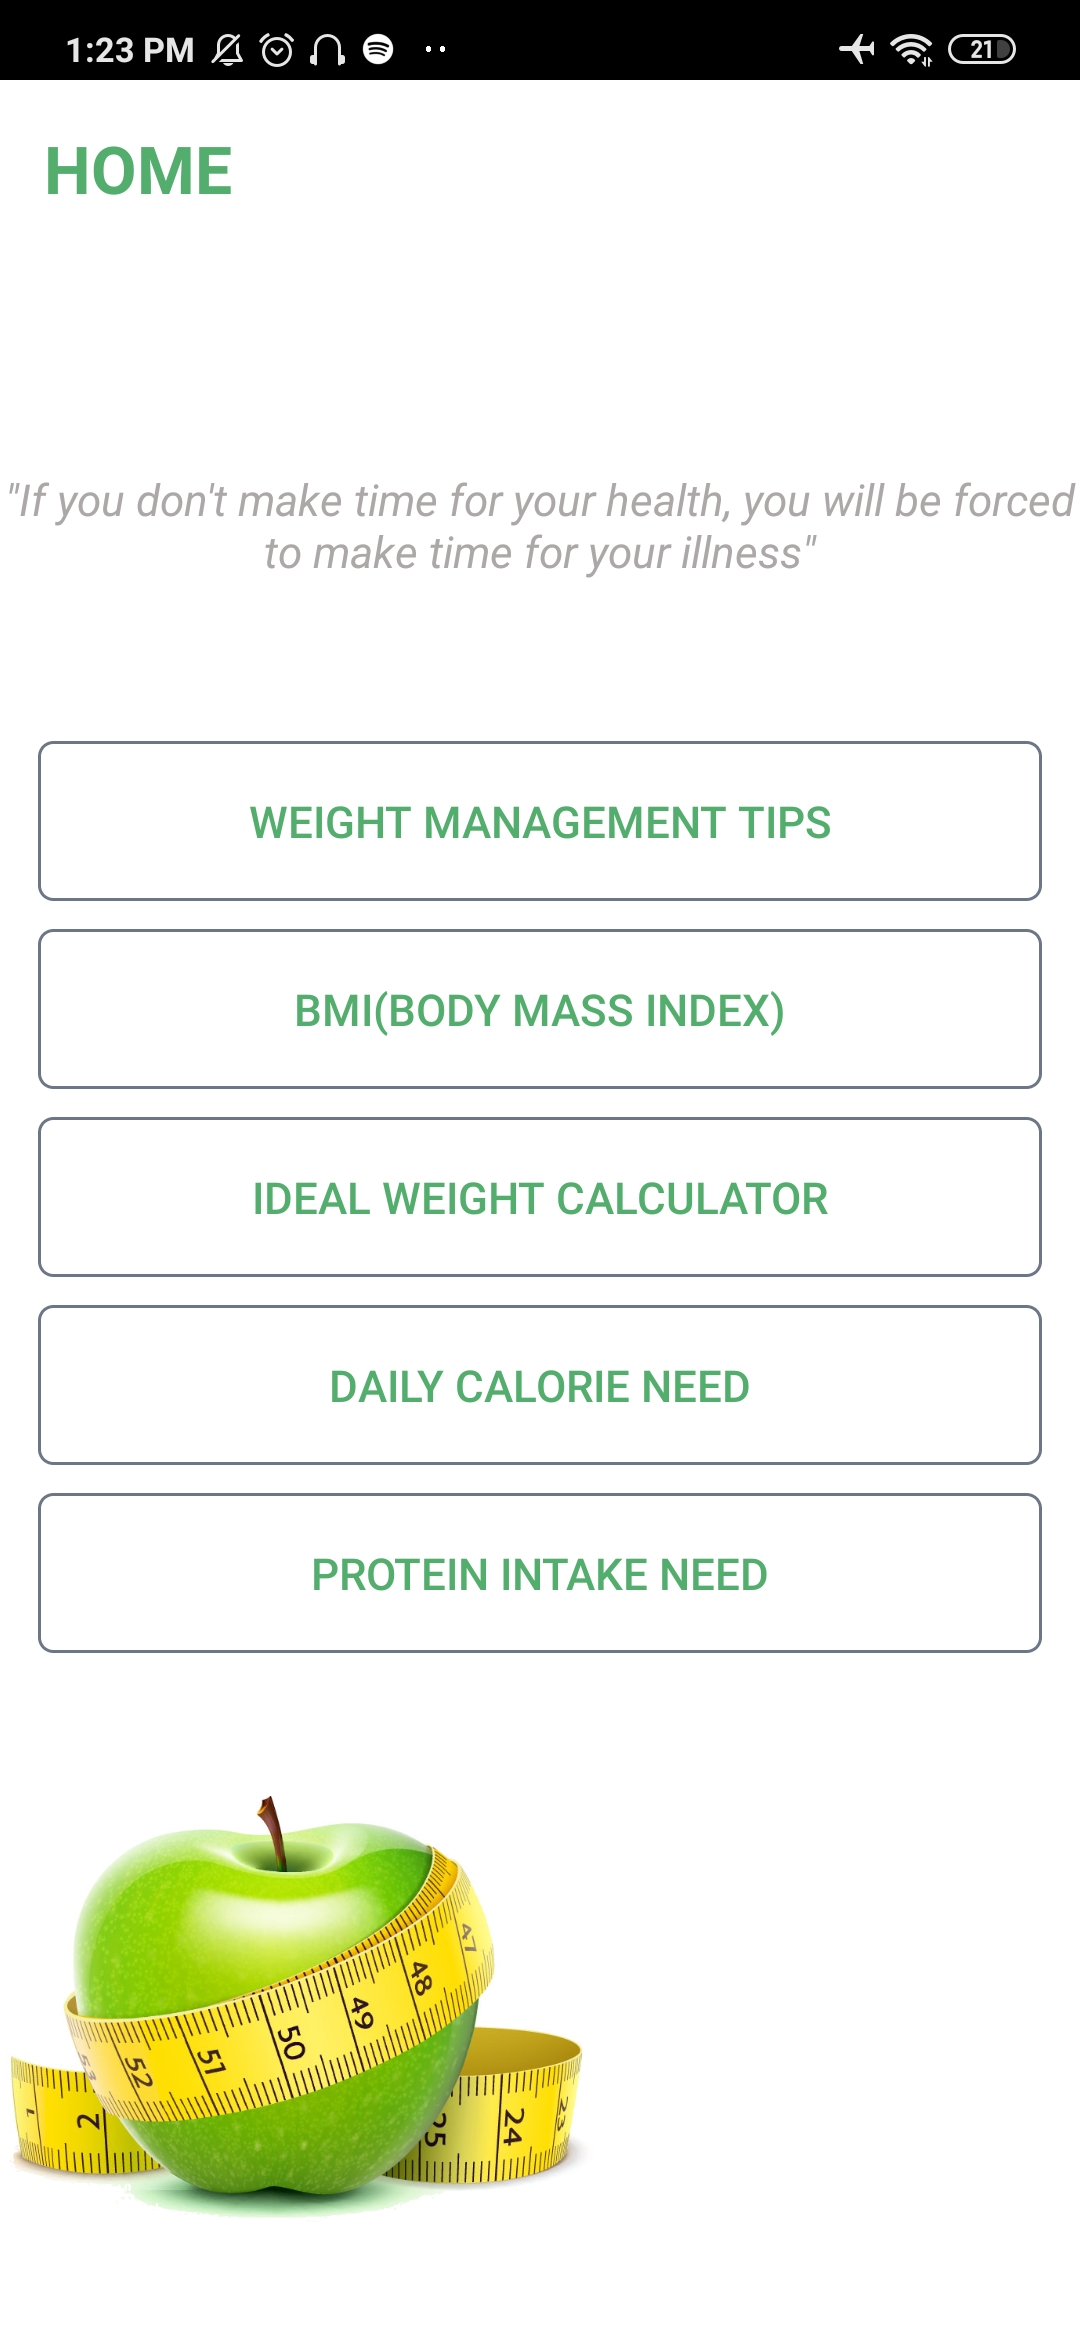 1:23 PM
21
HOME
"If you don't make time for your health, you will be forced
to make time for your illness"
WEIGHT MANAGEMENT TIPS
BMI(BODY MASS INDEX)
IDEAL WEIGHT CALCULATOR
DAILY CALORIE NEED
PROTEIN INTAKE NEED
47
48
49
50
51
52
53
1
2
25
24
23